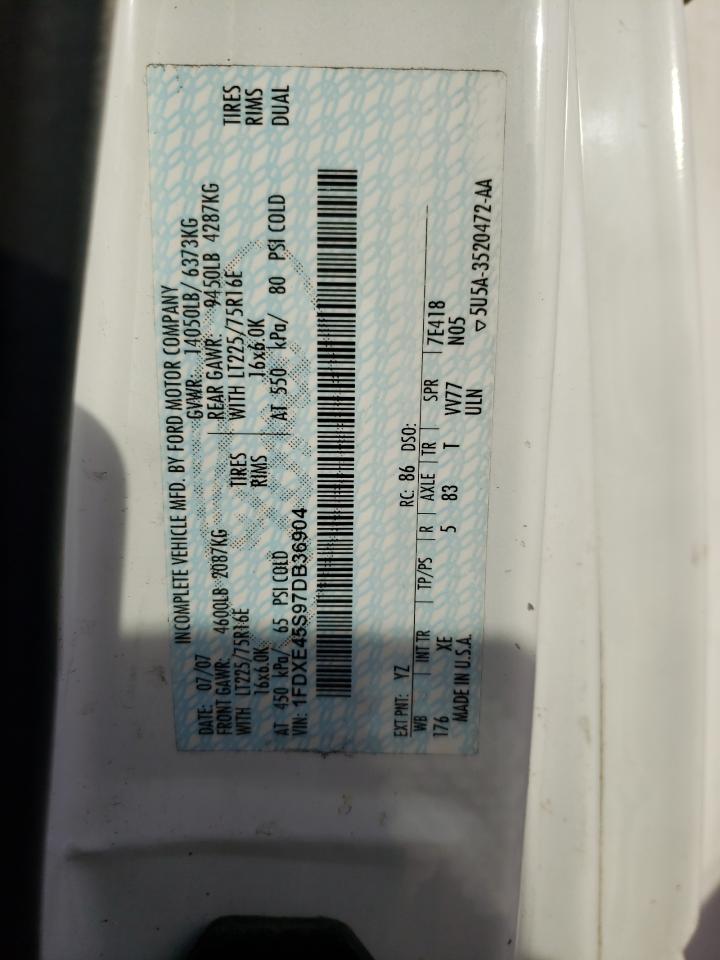 INCOMPLETE VEHICLE MFD. BY FORD MOTOR COMPANY
DATE: 07/07 GVWR: 14050LB/ 6373KG
FRONT GAWR: 4600LB 2087KG REAR GAWR: 9450LB 4287KG
WITH LT225/75R16E TIRES WITH LT225/75R16E TIRES
16x6.0K RIMS 16x6.0K RIMS
AT 450 kPa/ 65 PSI COLD AT 550 kPa/ 80 PSI COLD DUAL
VIN: 1FDXE45S97DB36904
EXT PNT: YZ RC: 86 DSO:
WB INT TR TP/PS R AXLE TR SPR 7E418
176 XE 5 83 T VV77 N05
MADE IN U.S.A. ULN
▽5U5A-3520472-AA